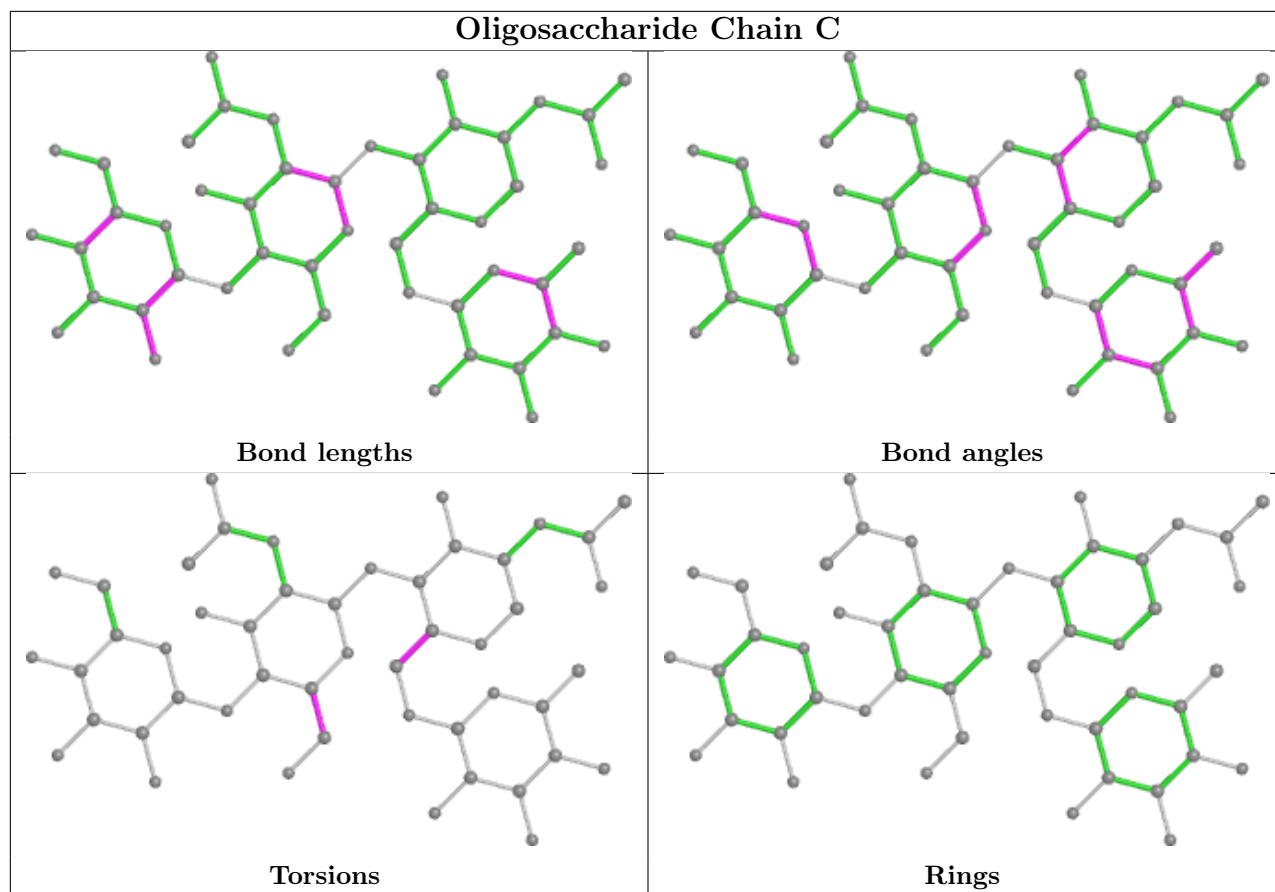 Oligosaccharide Chain C
Bond lengths
Bond angles
Torsions
Rings